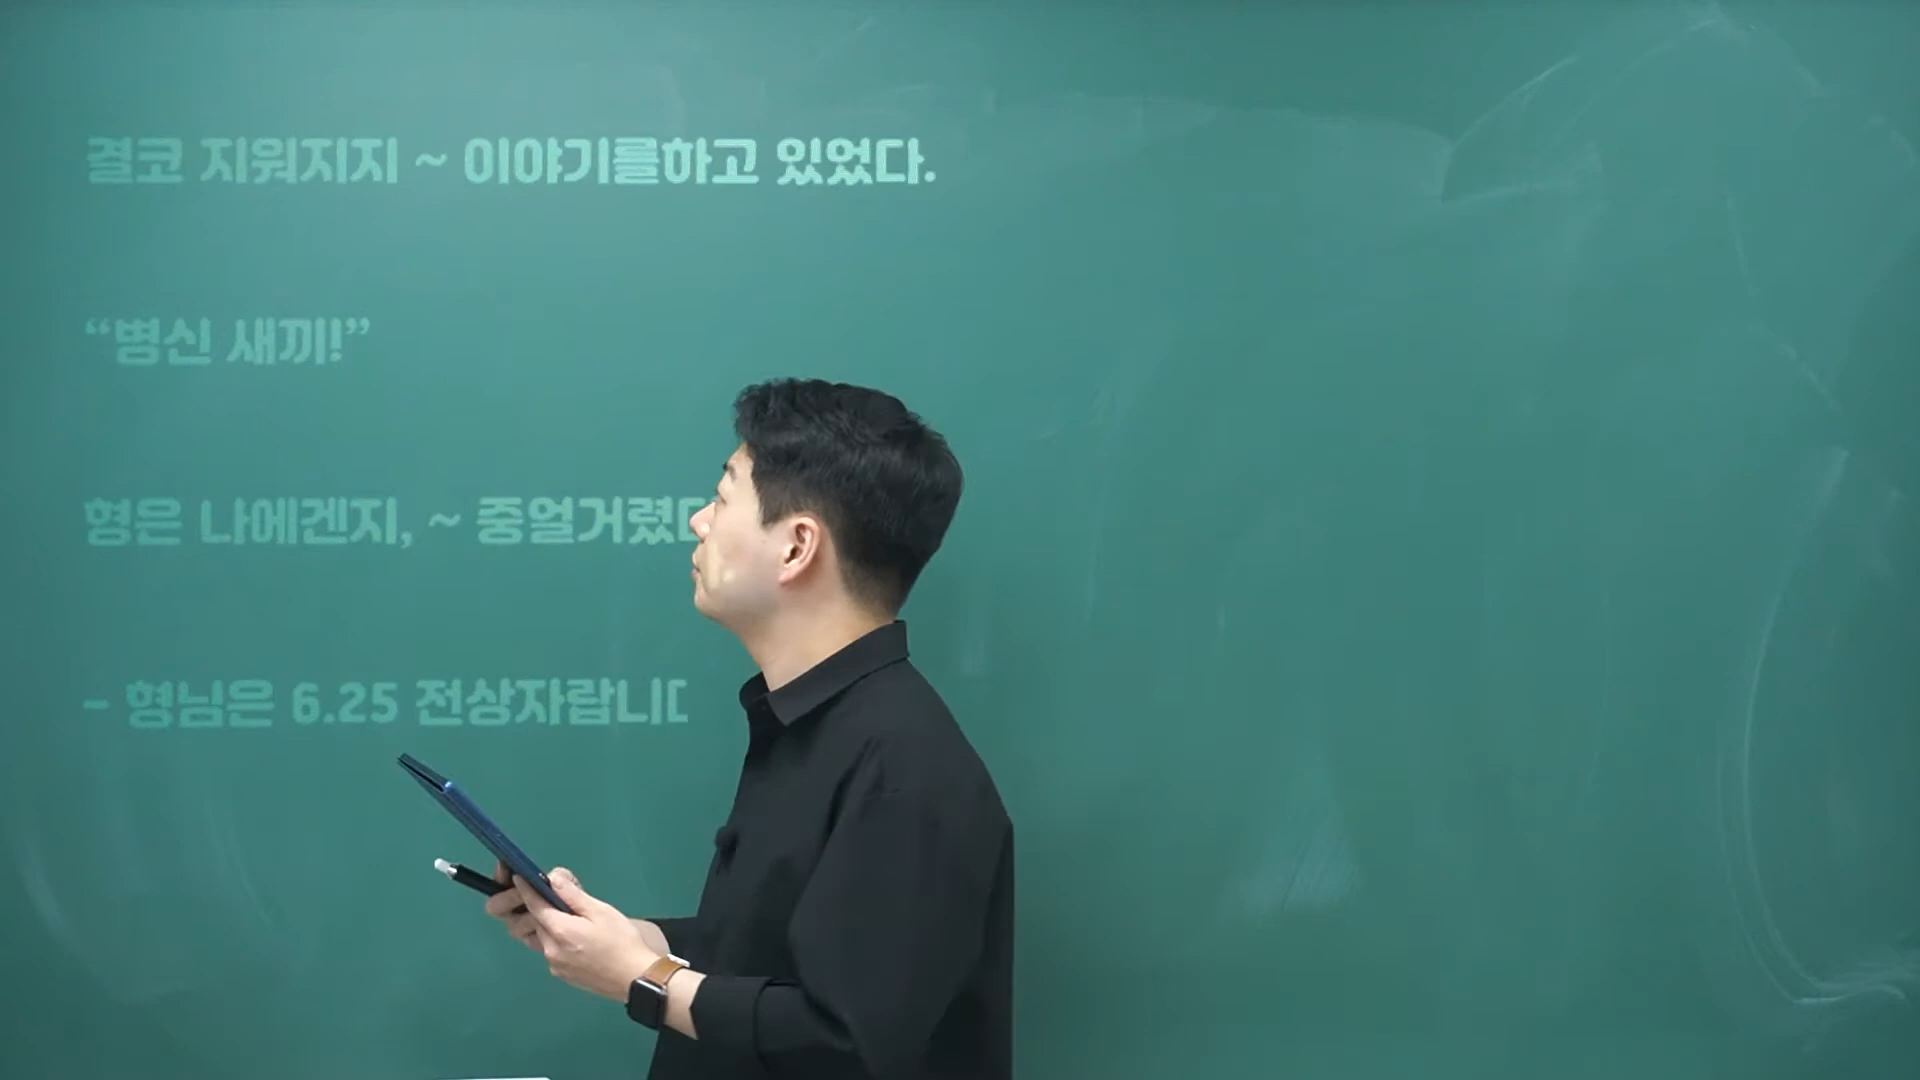 결코 지워지지 ~ 이야기를하고 있었다.
“병신 새끼!”
형은 나에겐지, ~ 중얼거렸
- 형님은 6.25 전상자랍니